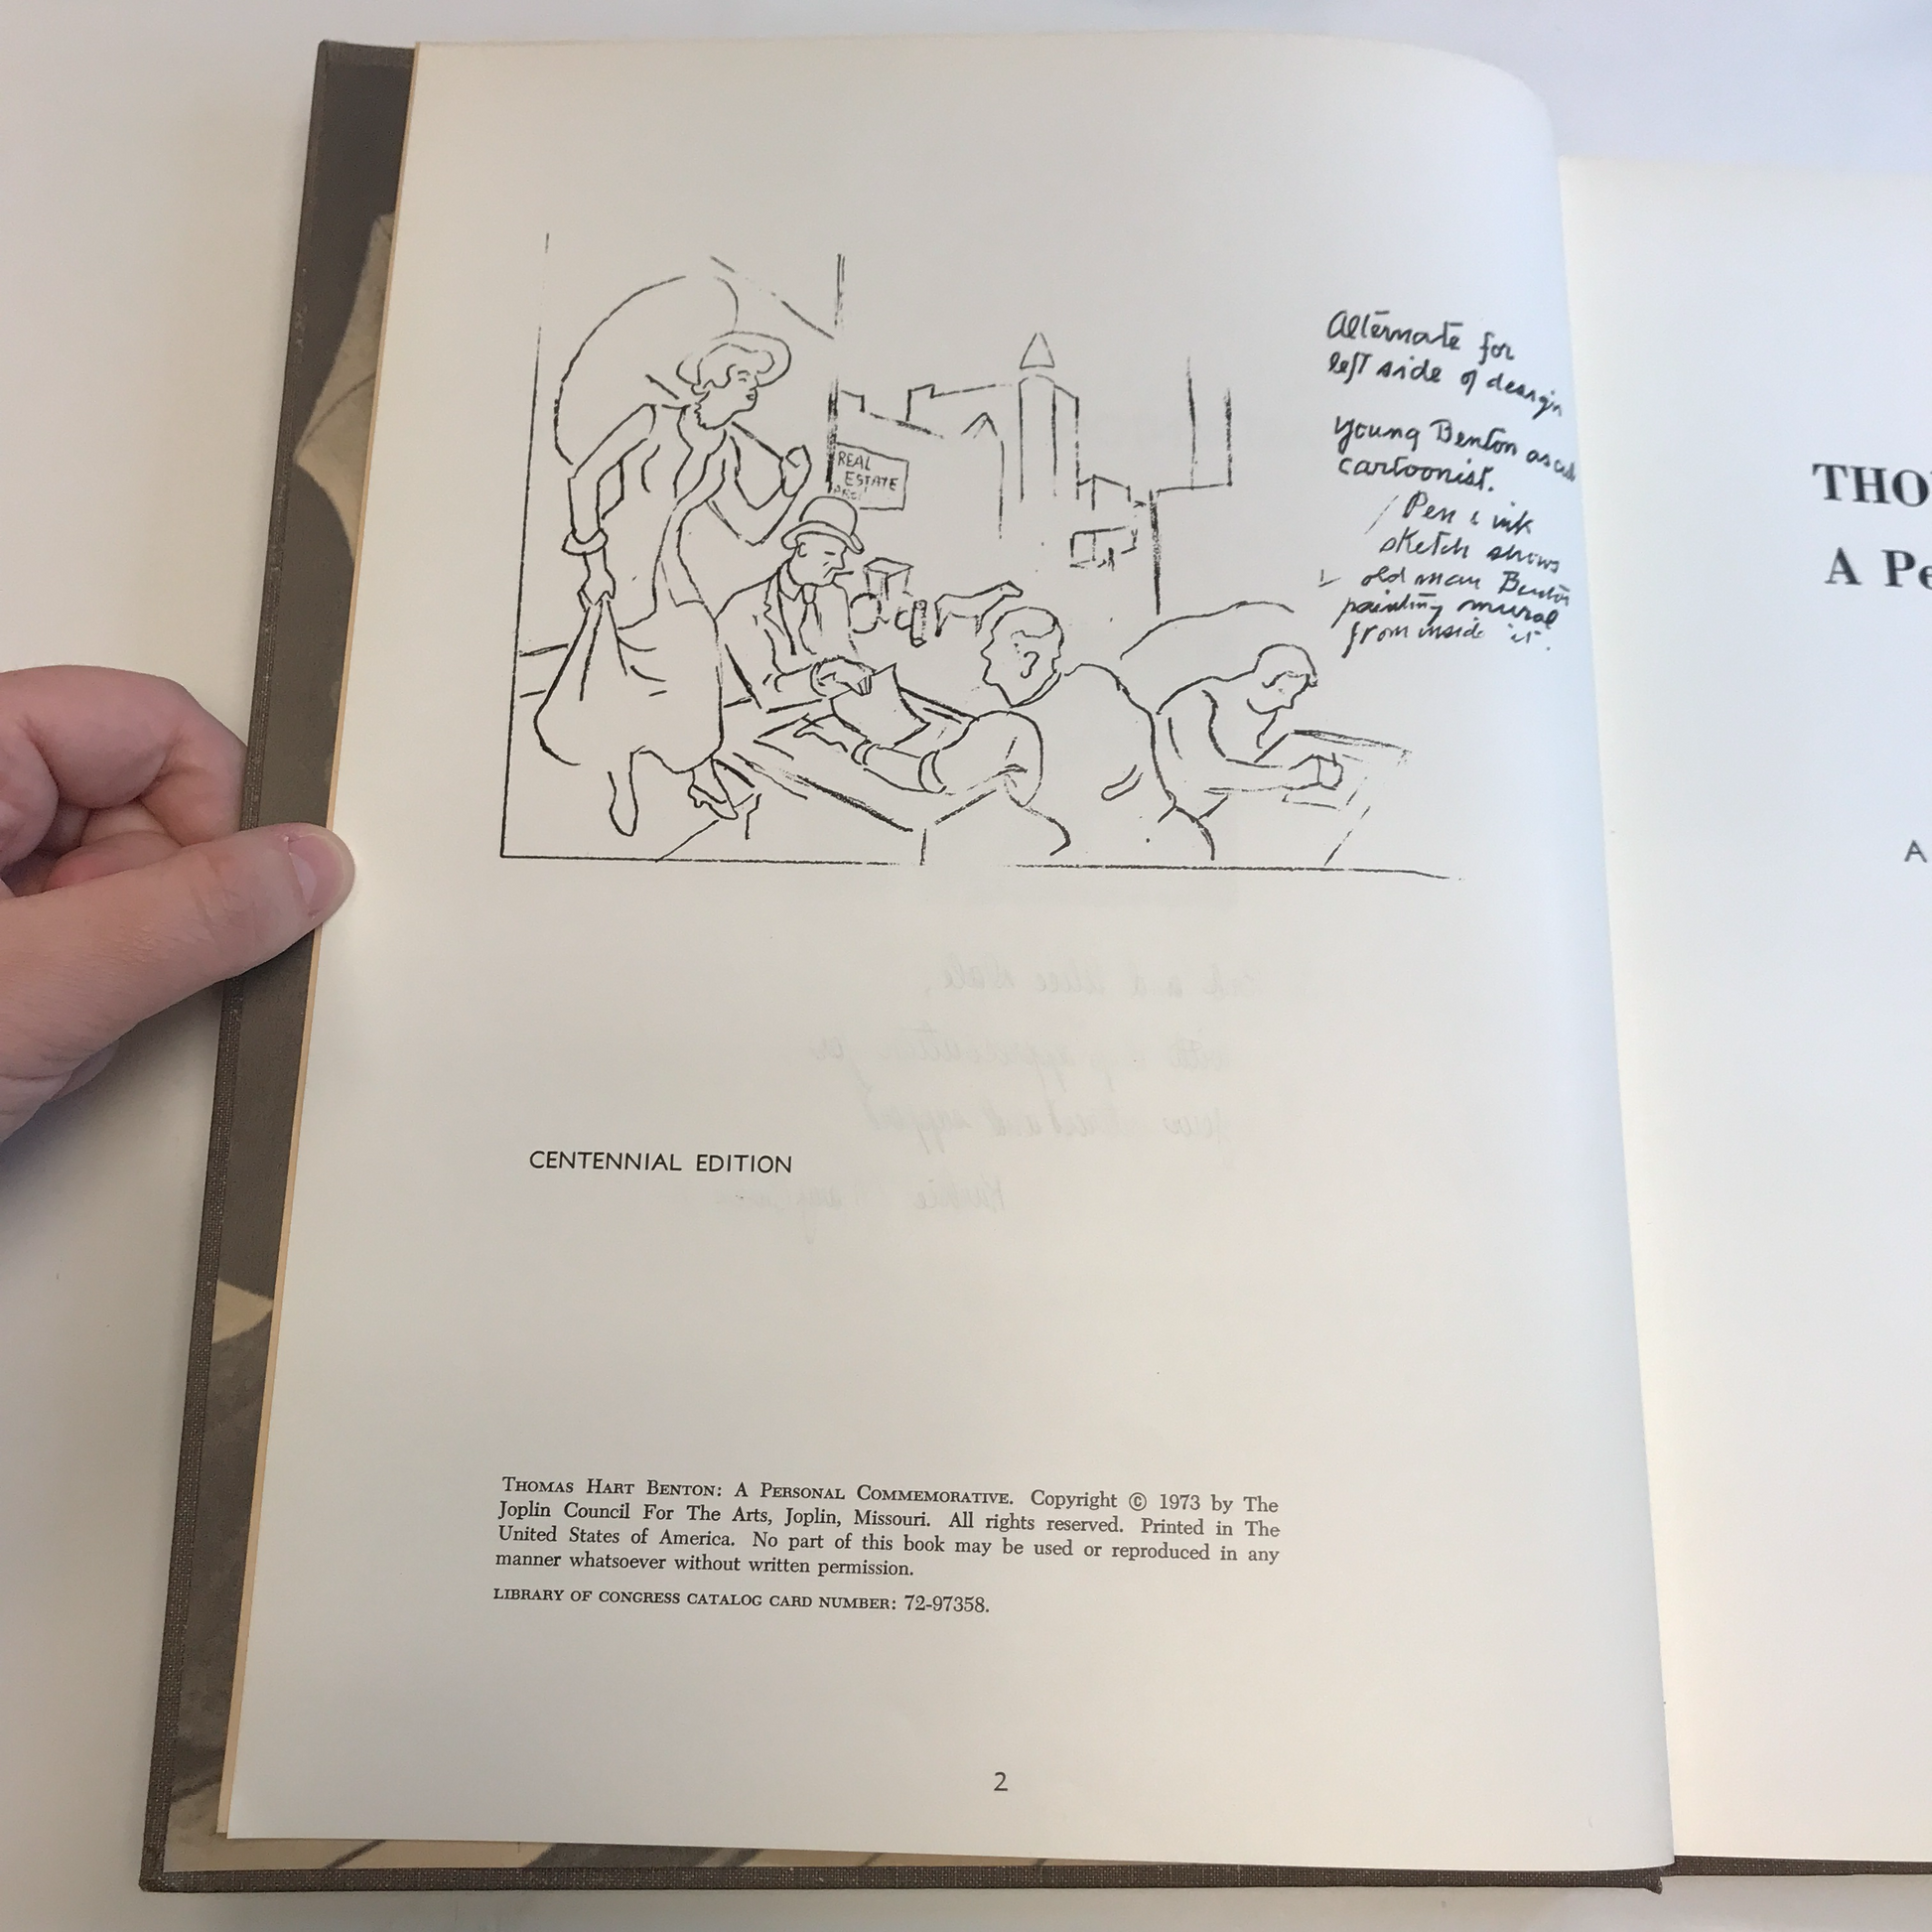 REAL
ESTATE
Alternate for
left side of desaign
young Benton as
cartoonist.
Pen & ink
sketch shows
old man Benton
painting mural
from inside it.
CENTENNIAL EDITION
THOMAS HART BENTON: A PERSONAL COMMEMORATIVE. Copyright © 1973 by The
Joplin Council For The Arts, Joplin, Missouri. All rights reserved. Printed in The
United States of America. No part of this book may be used or reproduced in any
manner whatsoever without written permission.
LIBRARY OF CONGRESS CATALOG CARD NUMBER: 72-97358.
2
THO
A Pe
A